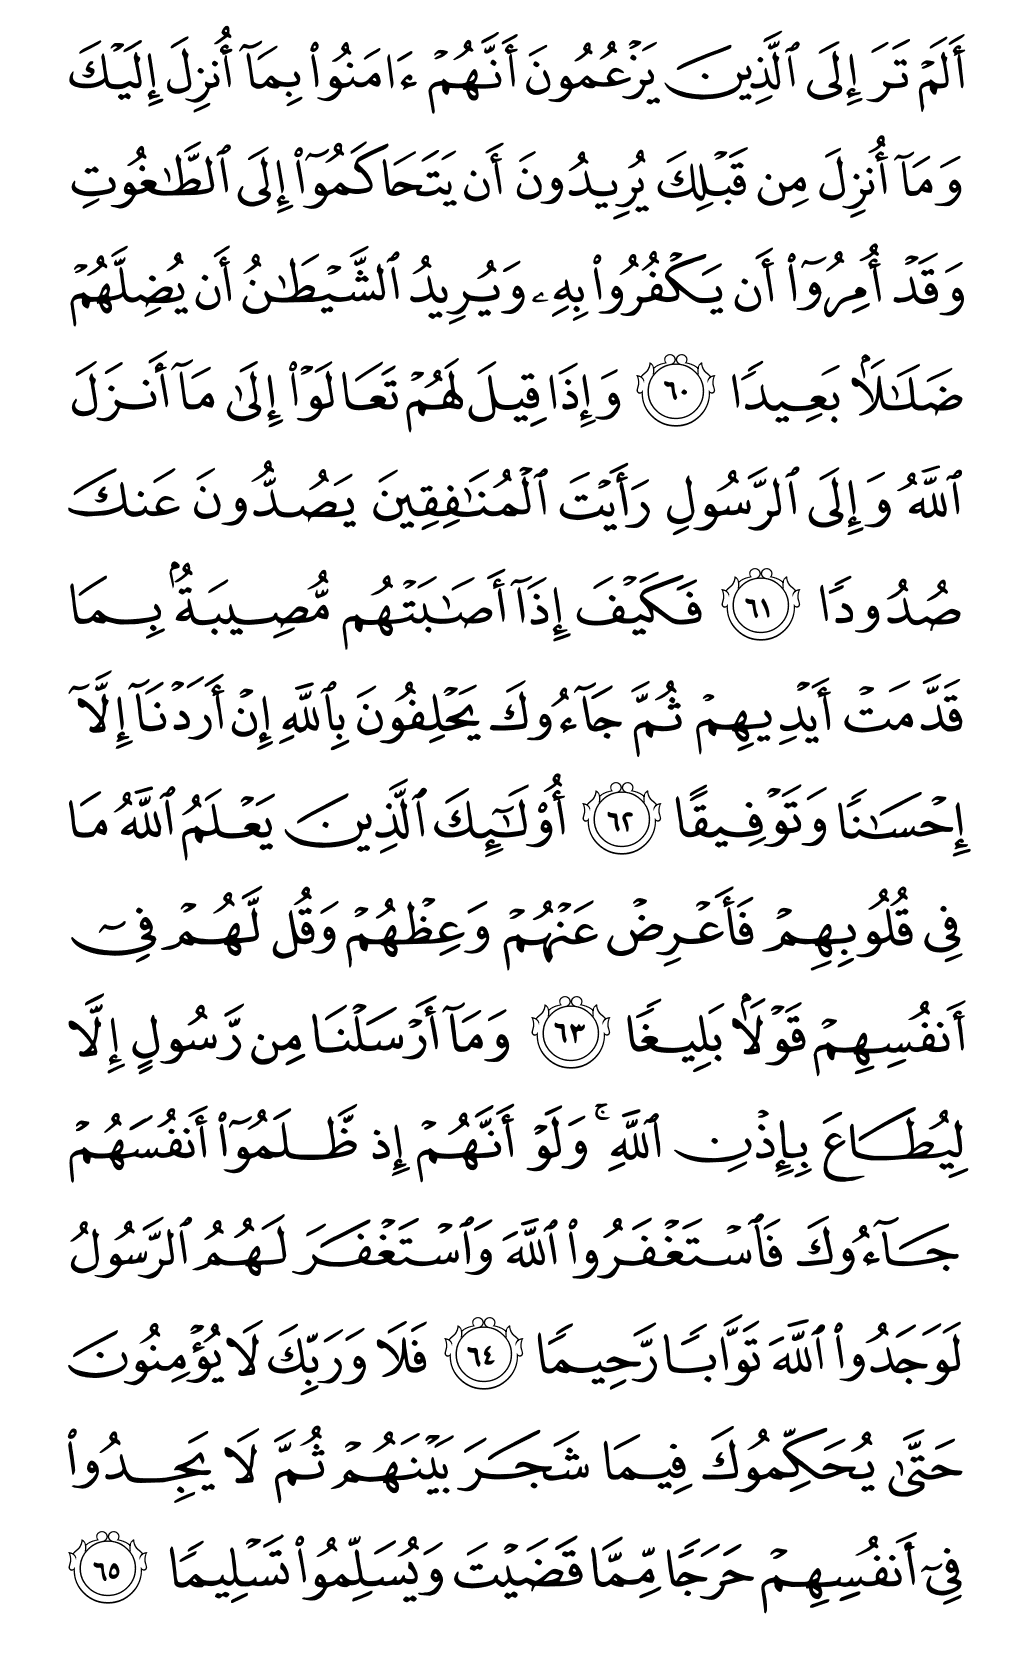 أَلَمۡ تَرَ إِلَى ٱلَّذِينَ يَزۡعُمُونَ أَنَّهُمۡ ءَامَنُواْ بِمَآ أُنزِلَ إِلَيۡكَ
وَمَآ أُنزِلَ مِن قَبۡلِكَ يُرِيدُونَ أَن يَتَحَاكَمُوٓاْ إِلَى ٱلطَّٰغُوتِ
وَقَدۡ أُمِرُوٓاْ أَن يَكۡفُرُواْ بِهِۦ وَيُرِيدُ ٱلشَّيۡطَٰنُ أَن يُضِلَّهُمۡ
ضَلَٰلَۢا بَعِيدٗا ٦٠ وَإِذَا قِيلَ لَهُمۡ تَعَالَوۡاْ إِلَىٰ مَآ أَنزَلَ
ٱللَّهُ وَإِلَى ٱلرَّسُولِ رَأَيۡتَ ٱلۡمُنَٰفِقِينَ يَصُدُّونَ عَنكَ
صُدُودٗا ٦١ فَكَيۡفَ إِذَآ أَصَٰبَتۡهُم مُّصِيبَةُۢ بِمَا
قَدَّمَتۡ أَيۡدِيهِمۡ ثُمَّ جَآءُوكَ يَحۡلِفُونَ بِٱللَّهِ إِنۡ أَرَدۡنَآ إِلَّآ
إِحۡسَٰنٗا وَتَوۡفِيقًا ٦٢ أُوْلَٰٓئِكَ ٱلَّذِينَ يَعۡلَمُ ٱللَّهُ مَا
فِي قُلُوبِهِمۡ فَأَعۡرِضۡ عَنۡهُمۡ وَعِظۡهُمۡ وَقُل لَّهُمۡ فِيٓ
أَنفُسِهِمۡ قَوۡلَۢا بَلِيغٗا ٦٣ وَمَآ أَرۡسَلۡنَا مِن رَّسُولٍ إِلَّا
لِيُطَاعَ بِإِذۡنِ ٱللَّهِۚ وَلَوۡ أَنَّهُمۡ إِذ ظَّلَمُوٓاْ أَنفُسَهُمۡ
جَآءُوكَ فَٱسۡتَغۡفَرُواْ ٱللَّهَ وَٱسۡتَغۡفَرَ لَهُمُ ٱلرَّسُولُ
لَوَجَدُواْ ٱللَّهَ تَوَّابٗا رَّحِيمٗا ٦٤ فَلَا وَرَبِّكَ لَا يُؤۡمِنُونَ
حَتَّىٰ يُحَكِّمُوكَ فِيمَا شَجَرَ بَيۡنَهُمۡ ثُمَّ لَا يَجِدُواْ
فِيٓ أَنفُسِهِمۡ حَرَجٗا مِّمَّا قَضَيۡتَ وَيُسَلِّمُواْ تَسۡلِيمٗا ٦٥